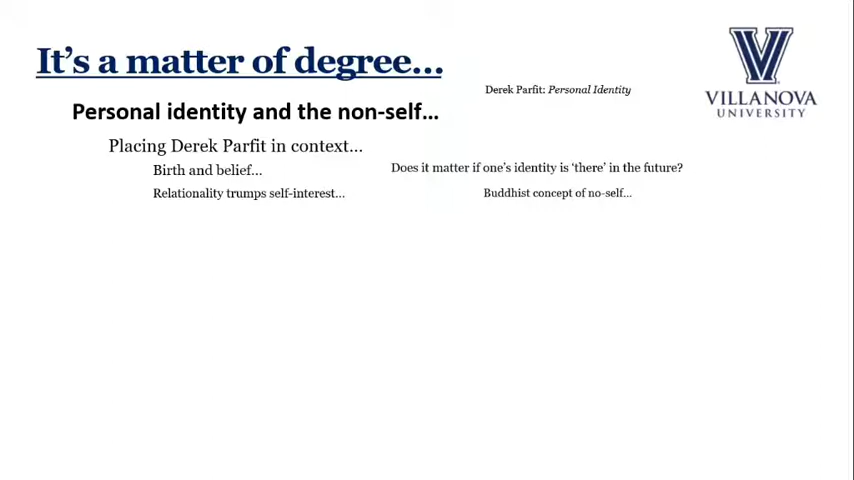 It's a matter of degree...
Derek Parfit: Personal Identity
VILLANOVA
UNIVERSITY
Personal identity and the non-self...
Placing Derek Parfit in context...
Birth and belief...
Does it matter if one's identity is 'there' in the future?
Relationality trumps self-interest...
Buddhist concept of no-self...